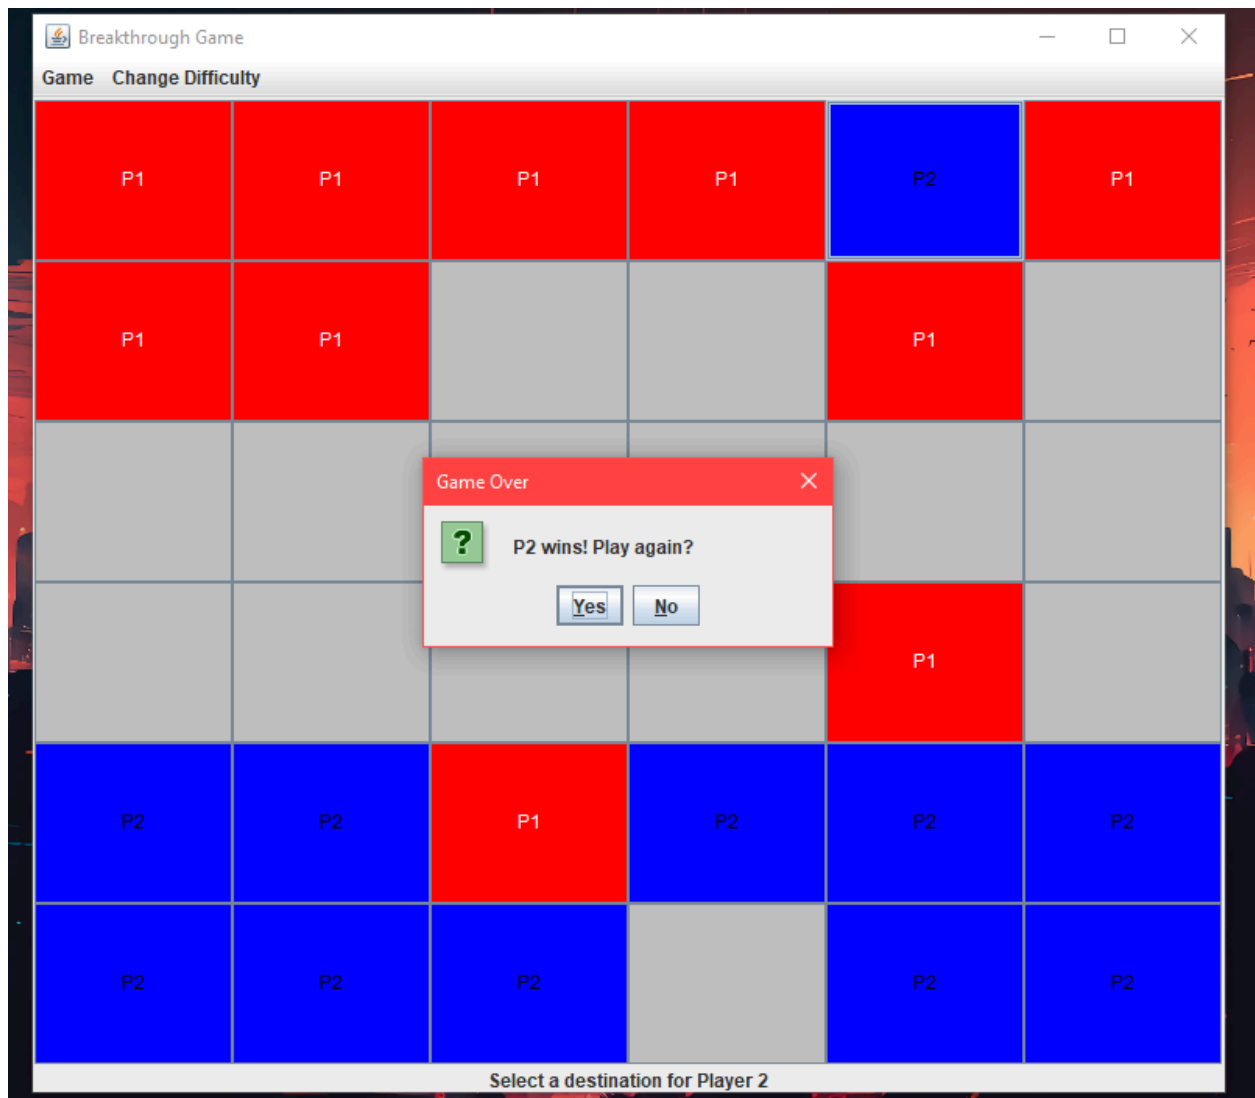 Breakthrough Game
Game Change Difficulty
P1 P1 P1 P1 P2 P1
P1 P1 P1
Game Over
P2 wins! Play again?
Yes No
P1
P2 P2 P1 P2 P2 P2
P2 P2 P2 P2 P2
Select a destination for Player 2